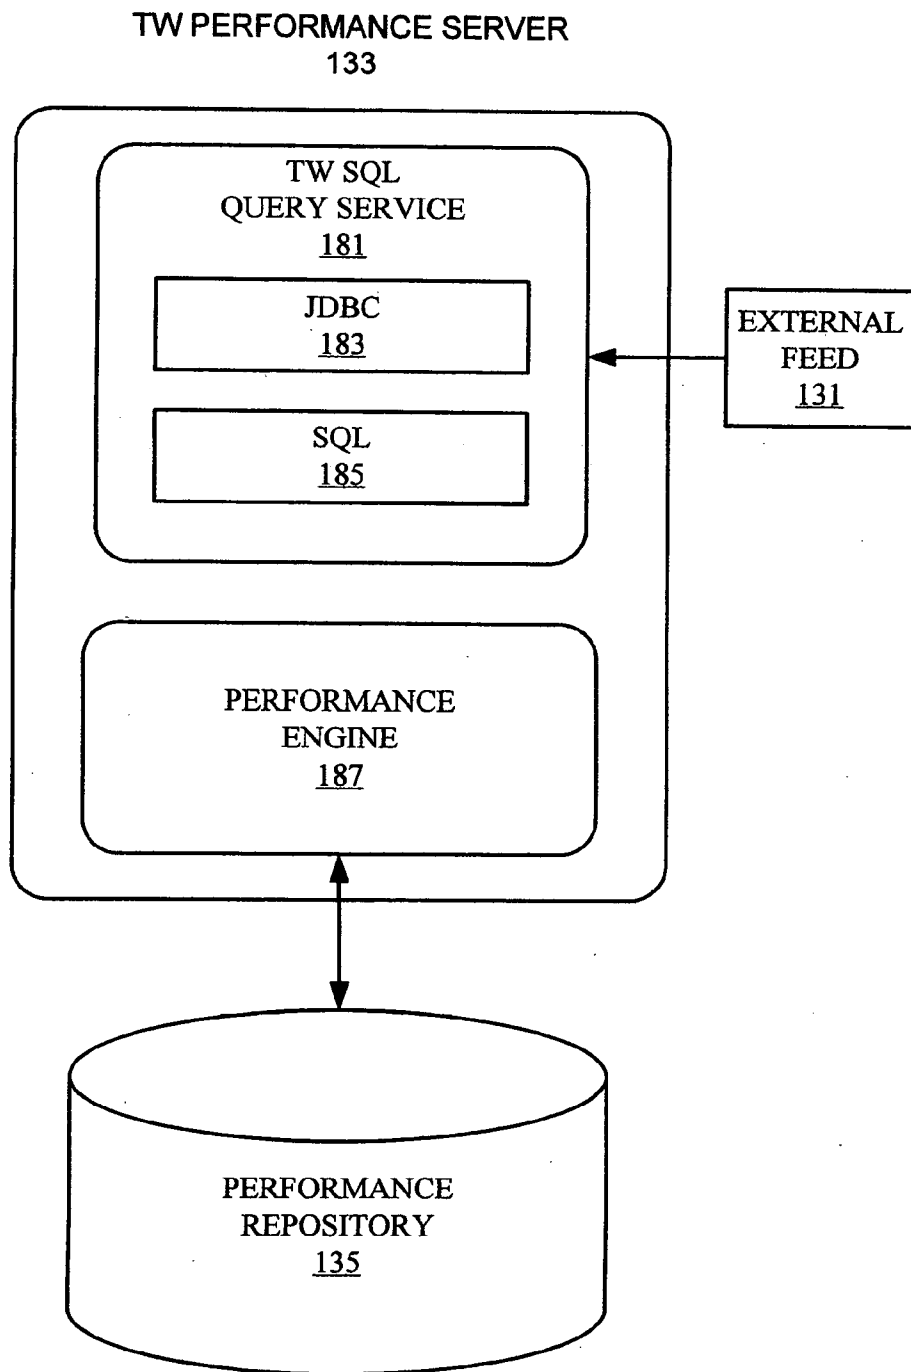 TW PERFORMANCE SERVER
133
TW SQL
QUERY SERVICE
181
JDBC
183
SQL
185
EXTERNAL
FEED
131
PERFORMANCE
ENGINE
187
PERFORMANCE
REPOSITORY
135